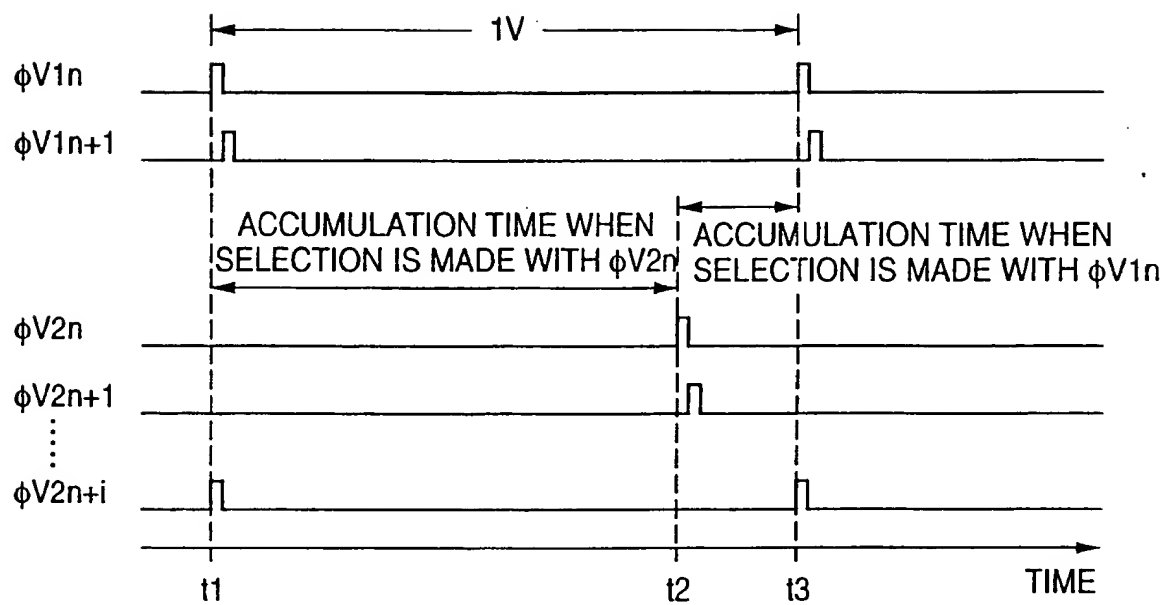 1V
ϕV1n
ϕV1n+1
ACCUMULATION TIME WHEN
SELECTION IS MADE WITH ϕV2n
ACCUMULATION TIME WHEN
SELECTION IS MADE WITH ϕV1n
ϕV2n
ϕV2n+1
ϕV2n+i
t1
t2
t3
TIME